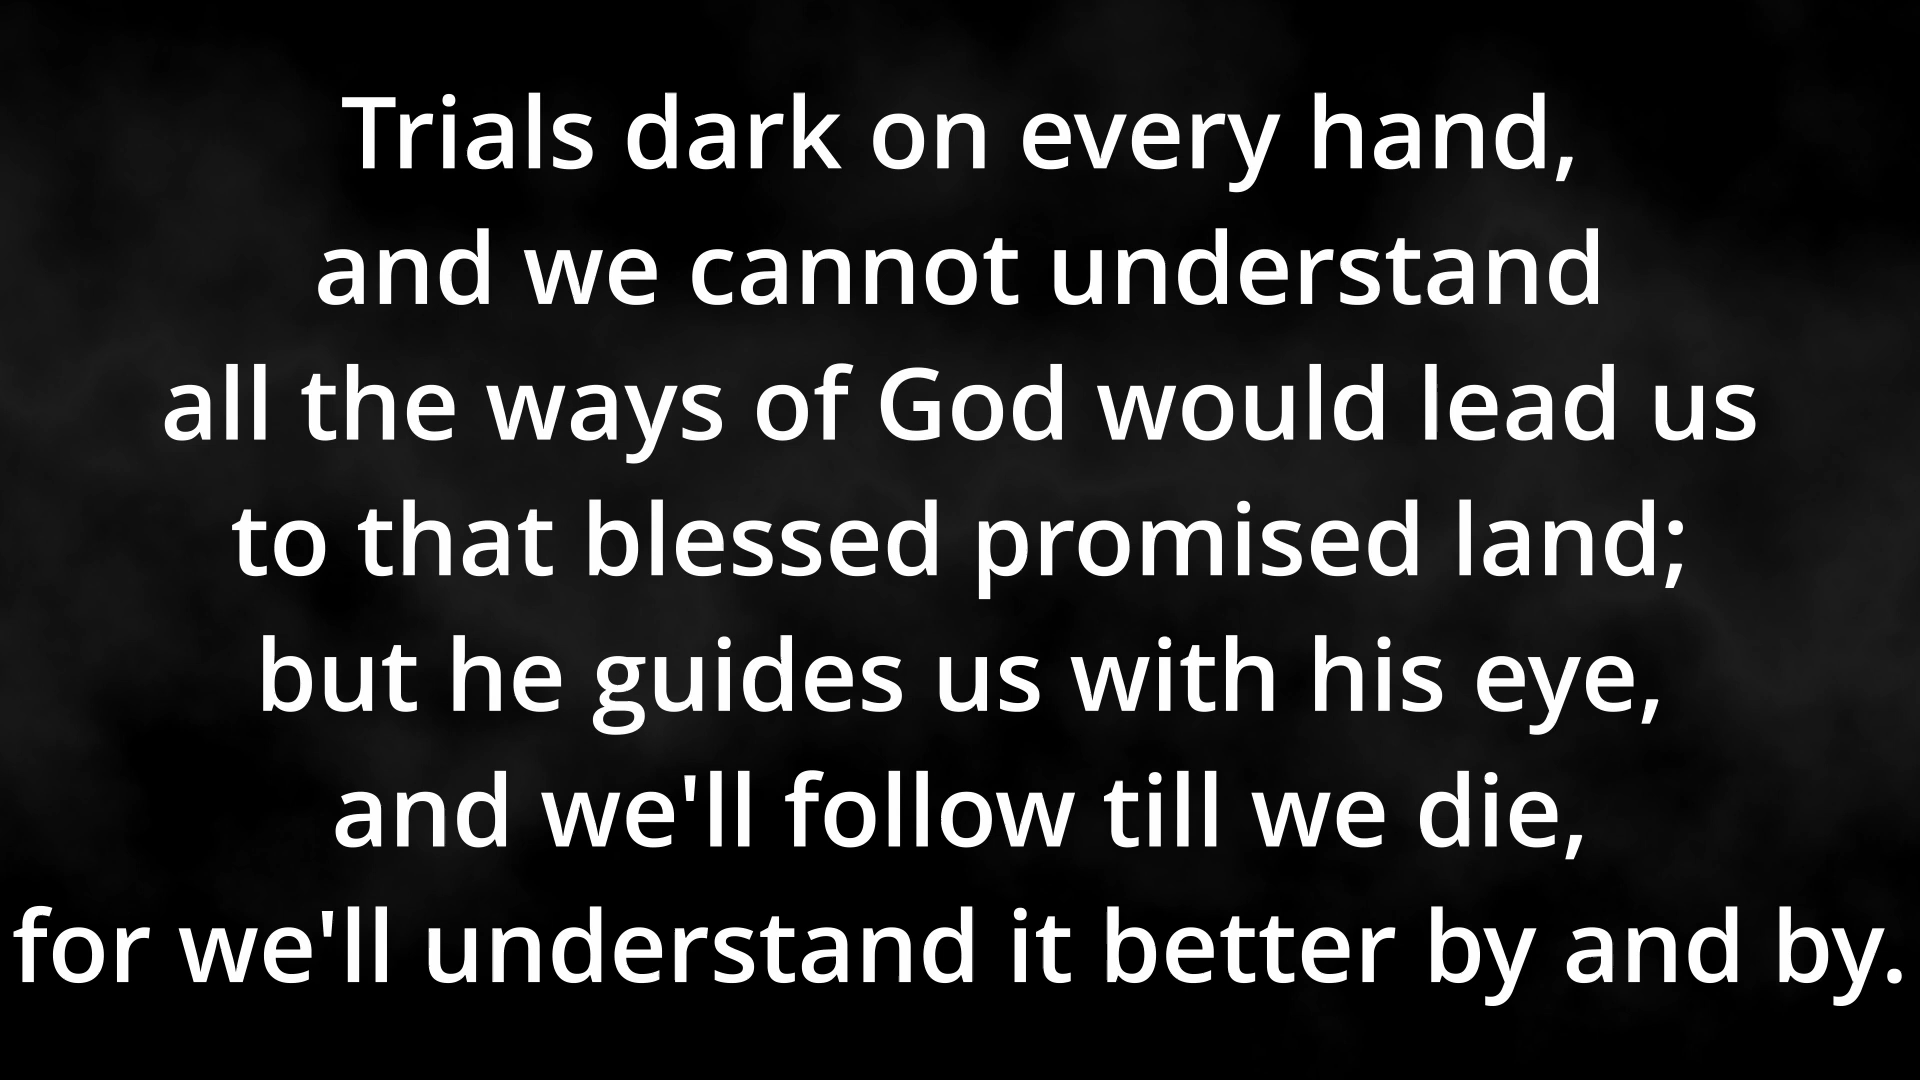 Trials dark on every hand,
and we cannot understand
all the ways of God would lead us
to that blessed promised land;
but he guides us with his eye,
and we'll follow till we die,
for we'll understand it better by and by.